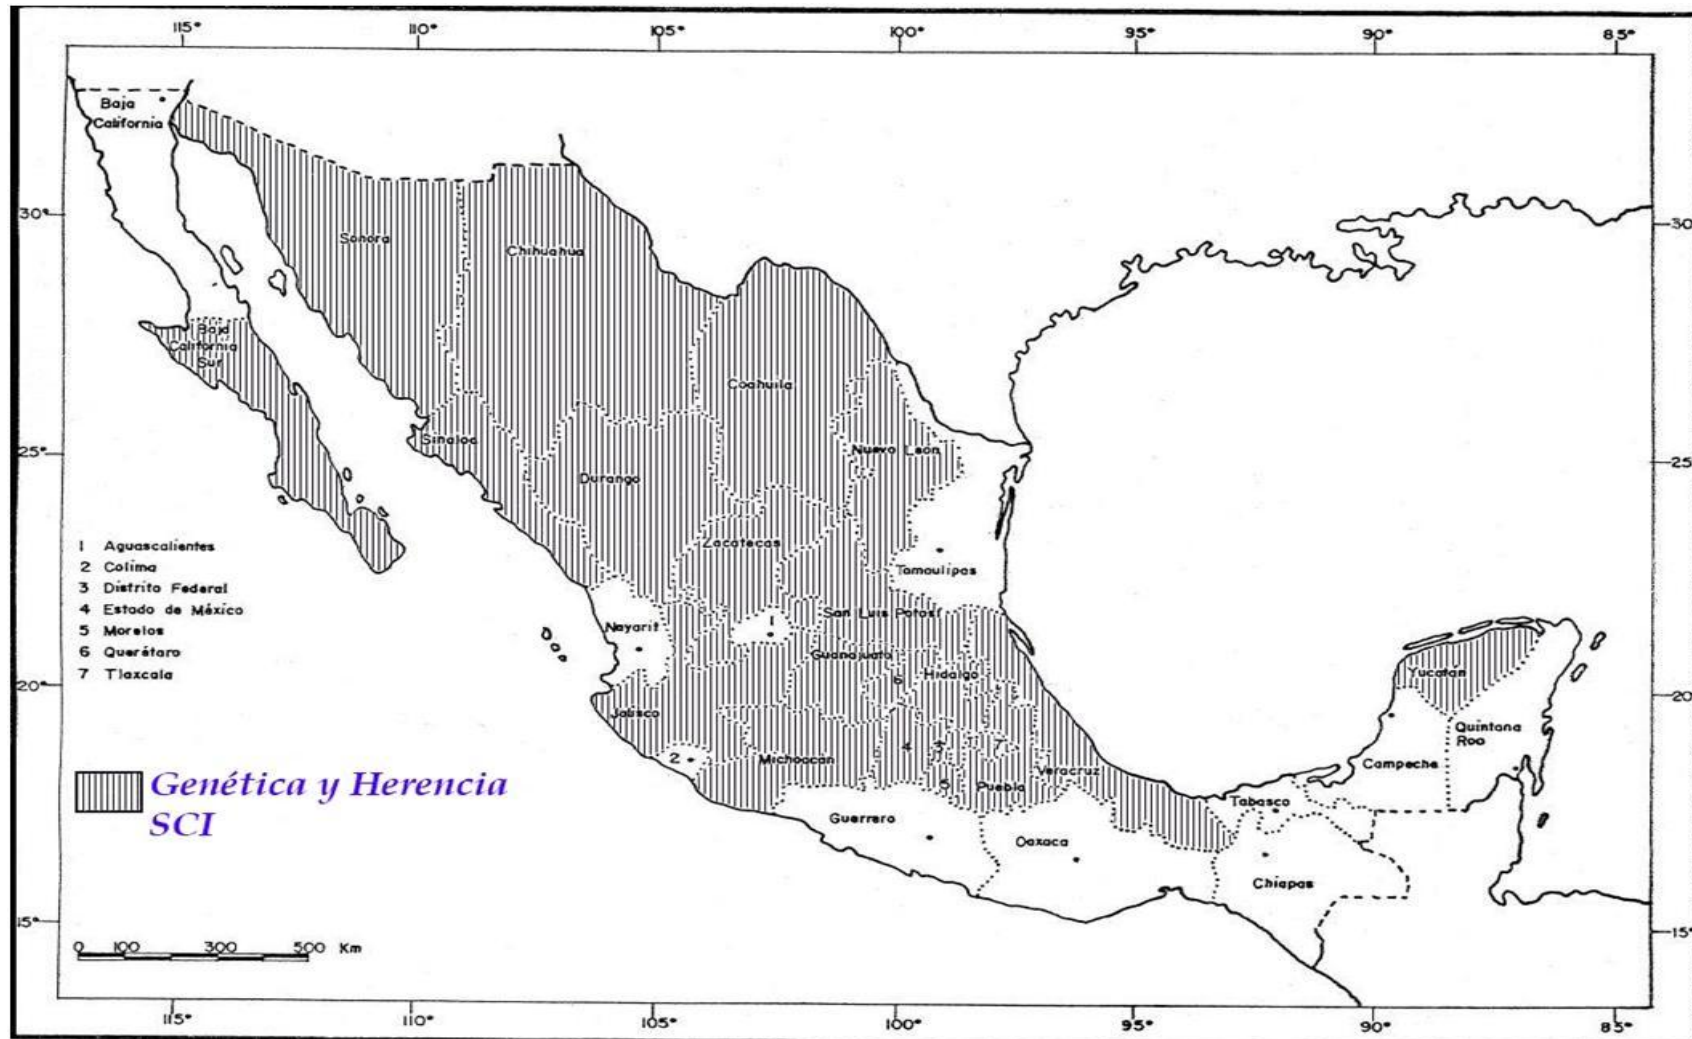 115° 110° 105° 100° 95° 90° 85°
Baja
California
30° 30°
Sonora
Chihuahua
Baja
California
Sur
Coahuila
Sinaloa
Nuevo León
25° 25°
Durango
Zacatecas
Tamaulipas
1 Aguascalientes
2 Colima
3 Distrito Federal
4 Estado de México
5 Morelos
6 Querétaro
7 Tlaxcala
San Luis Potosí
Nayarit
1
Guanajuato
Hidalgo
6
Yucatán
20° 20°
Jalisco
Quintana
Roo
4 3 7
2
Michoacán
Campeche
Veracruz
5 Puebla
Tabasco
Genética y Herencia
SCI
Guerrero
Oaxaca
Chiapas
15° 15°
0 100 300 500 Km
115° 110° 105° 100° 95° 90° 85°